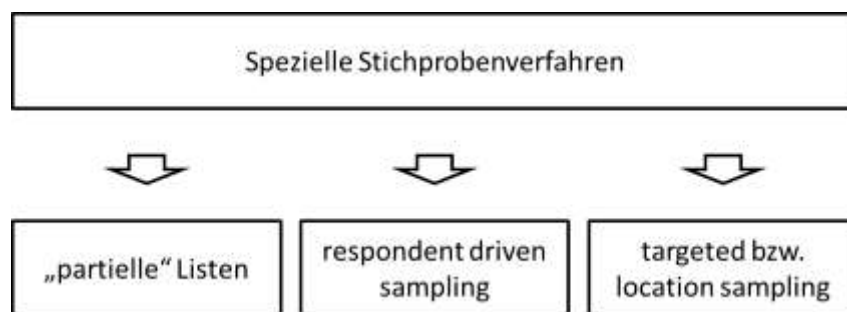 Spezielle Stichprobenverfahren
„partielle“ Listen
respondent driven
sampling
targeted bzw.
location sampling